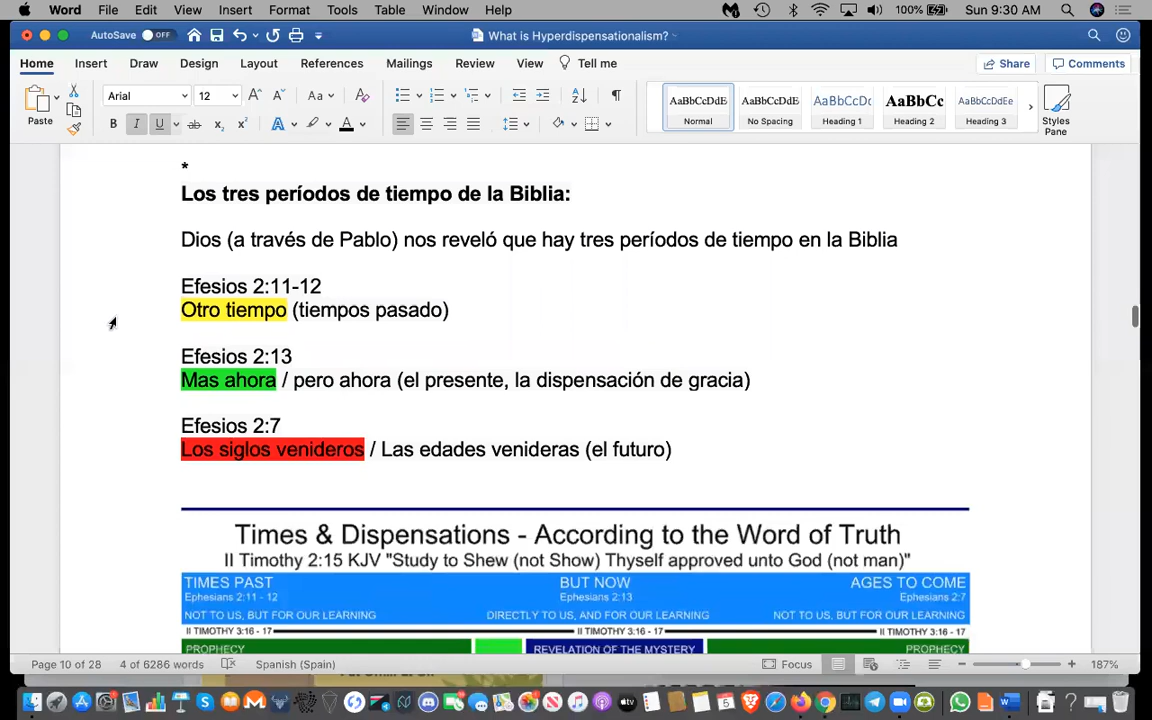 Word File Edit View Insert Format Tools Table Window Help 100% Sun 9:30 AM
AutoSave OFF What is Hyperdispensationalism?
Home Insert Draw Design Layout References Mailings Review View Tell me Share Comments
Paste Arial 12 Aa AaBbCcDdE AaBbCcDdE AaBbCcDc AaBbCc AaBbCcDdEe
Normal No Spacing Heading 1 Heading 2 Heading 3 Styles Pane
*
Los tres períodos de tiempo de la Biblia:
Dios (a través de Pablo) nos reveló que hay tres períodos de tiempo en la Biblia
Efesios 2:11-12
Otro tiempo (tiempos pasado)
Efesios 2:13
Mas ahora / pero ahora (el presente, la dispensación de gracia)
Efesios 2:7
Los siglos venideros / Las edades venideras (el futuro)
Times & Dispensations - According to the Word of Truth
II Timothy 2:15 KJV "Study to Shew (not Show) Thyself approved unto God (not man)"
TIMES PAST BUT NOW AGES TO COME
Ephesians 2:11 - 12 Ephesians 2:13 Ephesians 2:7
NOT TO US, BUT FOR OUR LEARNING DIRECTLY TO US, AND FOR OUR LEARNING NOT TO US, BUT FOR OUR LEARNING
II TIMOTHY 3:16 - 17 II TIMOTHY 3:16 - 17 II TIMOTHY 3:16 - 17
PROPHECY REVELATION OF THE MYSTERY PROPHECY
Page 10 of 28 4 of 6286 words Spanish (Spain) Focus 187%